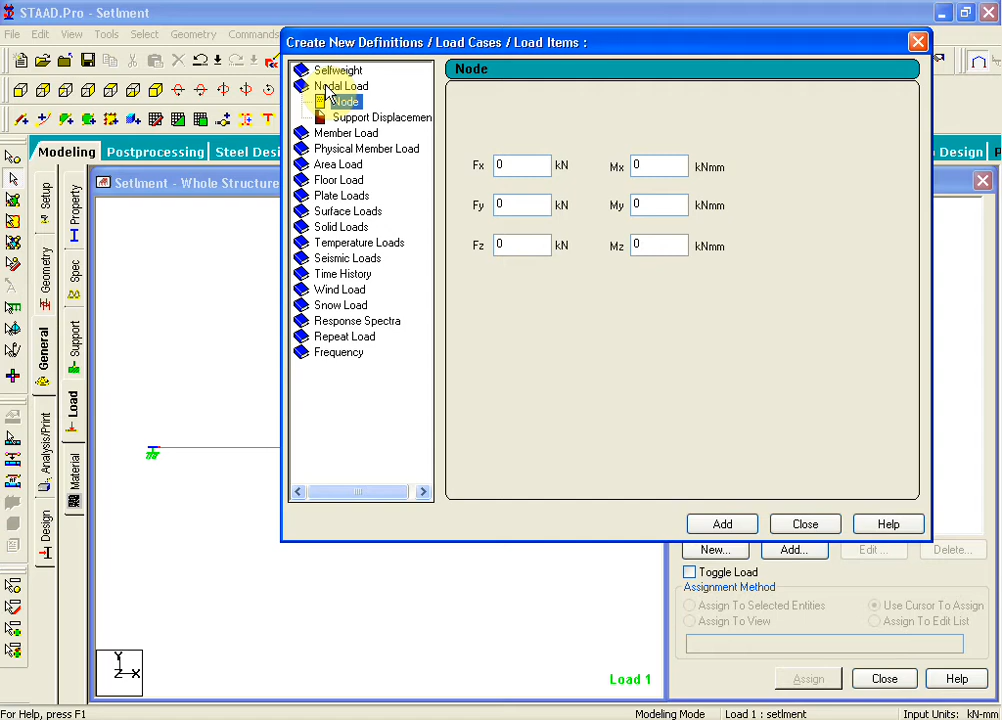 STAAD.Pro - Setlment
File Edit View Tools Select Geometry Commands
Create New Definitions / Load Cases / Load Items :
Selfweight
Nodal Load
Node
Support Displacemen
Member Load
Physical Member Load
Area Load
Floor Load
Plate Loads
Surface Loads
Solid Loads
Temperature Loads
Seismic Loads
Time History
Wind Load
Snow Load
Response Spectra
Repeat Load
Frequency
Node
Fx 0 kN Mx 0 kNmm
Fy 0 kN My 0 kNmm
Fz 0 kN Mz 0 kNmm
Add Close Help
Modeling Postprocessing Steel Desi Design
Setlment - Whole Structure
Setup
Geometry
General
Analysis/Print
Design
Property
Spec
Support
Load
Material
New... Add... Edit ... Delete...
Toggle Load
Assignment Method
Assign To Selected Entities Use Cursor To Assign
Assign To View Assign To Edit List
Assign Close Help
Y
Z X
Load 1
For Help, press F1 Modeling Mode Load 1 : setlment Input Units: kN-mm